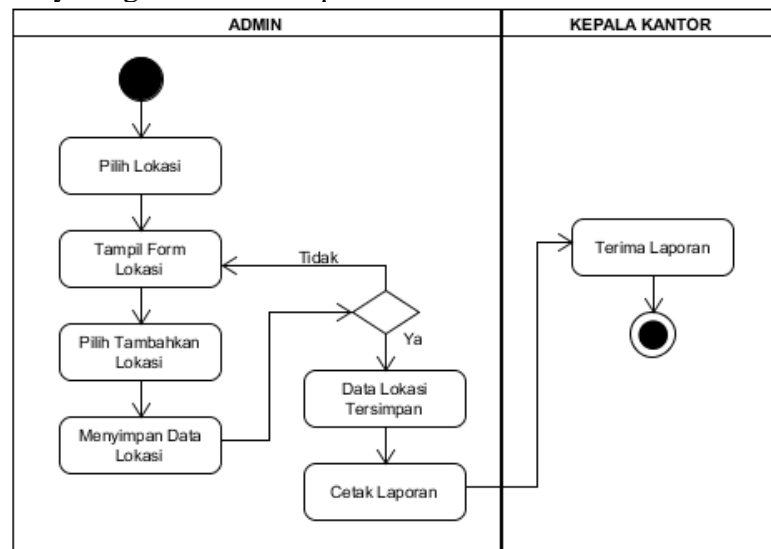 ADMIN
KEPALA KANTOR
Pilih Lokasi
Tampil Form
Lokasi
Tidak
Terima Laporan
Pilih Tambahkan
Lokasi
Ya
Data Lokasi
Tersimpan
Menyimpan Data
Lokasi
Cetak Laporan